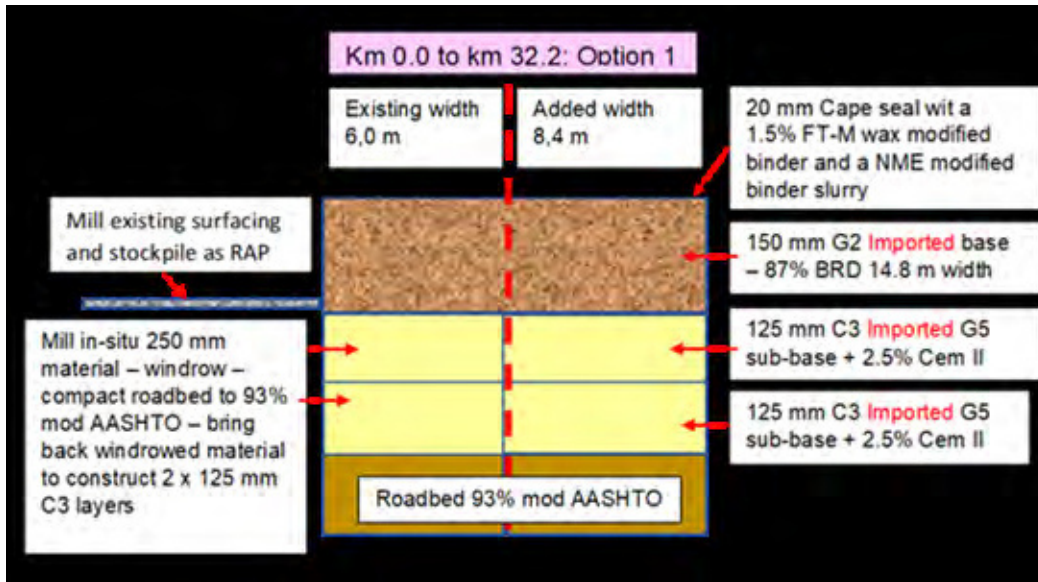 Km 0.0 to km 32.2: Option 1
Existing width
6,0 m
Added width
8,4 m
20 mm Cape seal wit a
1.5% FT-M wax modified
binder and a NME modified
binder slurry
Mill existing surfacing
and stockpile as RAP
150 mm G2 Imported base
– 87% BRD 14.8 m width
Mill in-situ 250 mm
material – windrow –
compact roadbed to 93%
mod AASHTO – bring
back windrowed material
to construct 2 x 125 mm
C3 layers
125 mm C3 Imported G5
sub-base + 2.5% Cem II
125 mm C3 Imported G5
sub-base + 2.5% Cem II
Roadbed 93% mod AASHTO